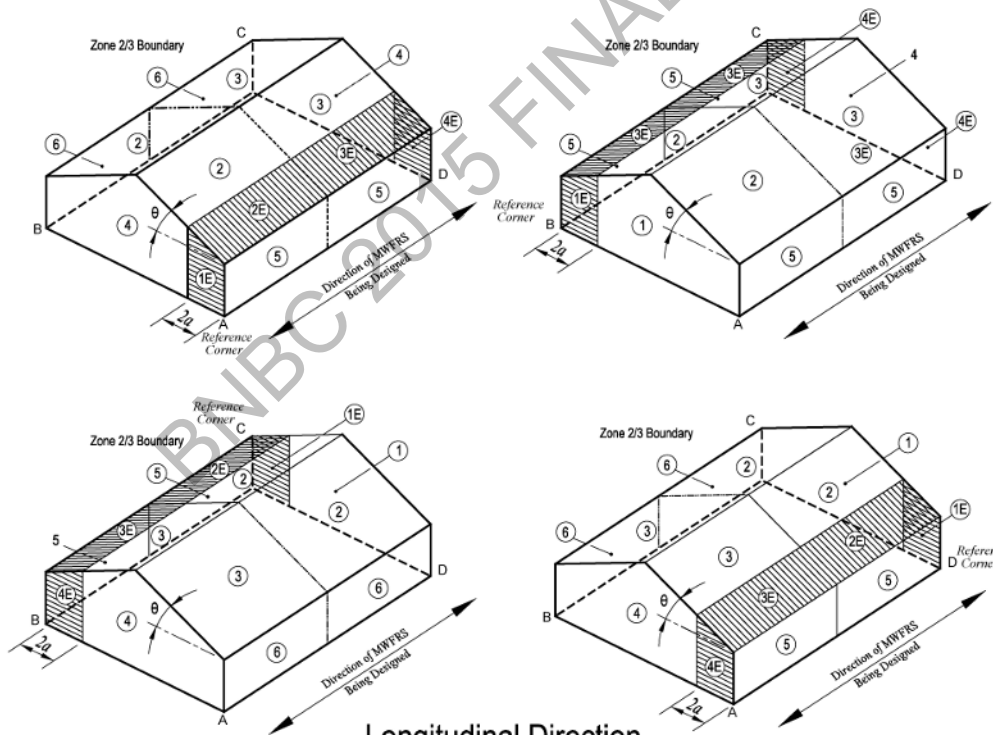 BNBC 2015 FINAL
C
Zone 2/3 Boundary
6
3
4
3
4E
6
2
3E
D
2
5
2E
B
θ
4
5
1E
2a
A
Reference
Corner
Direction of MWFRS
Being Designed
4E
C
Zone 2/3 Boundary
3E
5
3
4
3
4E
3E
2
3E
5
D
2
5
1E
Reference
Corner
B
θ
1
5
2a
A
Direction of MWFRS
Being Designed
Reference
Corner
C
1E
Zone 2/3 Boundary
2E
5
2
1
2
3E
5
3
D
3
6
4E
B
θ
4
6
2a
A
Direction of MWFRS
Being Designed
C
Zone 2/3 Boundary
6
2
1
2
1E
6
3
2E
Reference
Corner
D
3
5
3E
B
θ
4
5
4E
2a
A
Direction of MWFRS
Being Designed
Longitudinal Direction